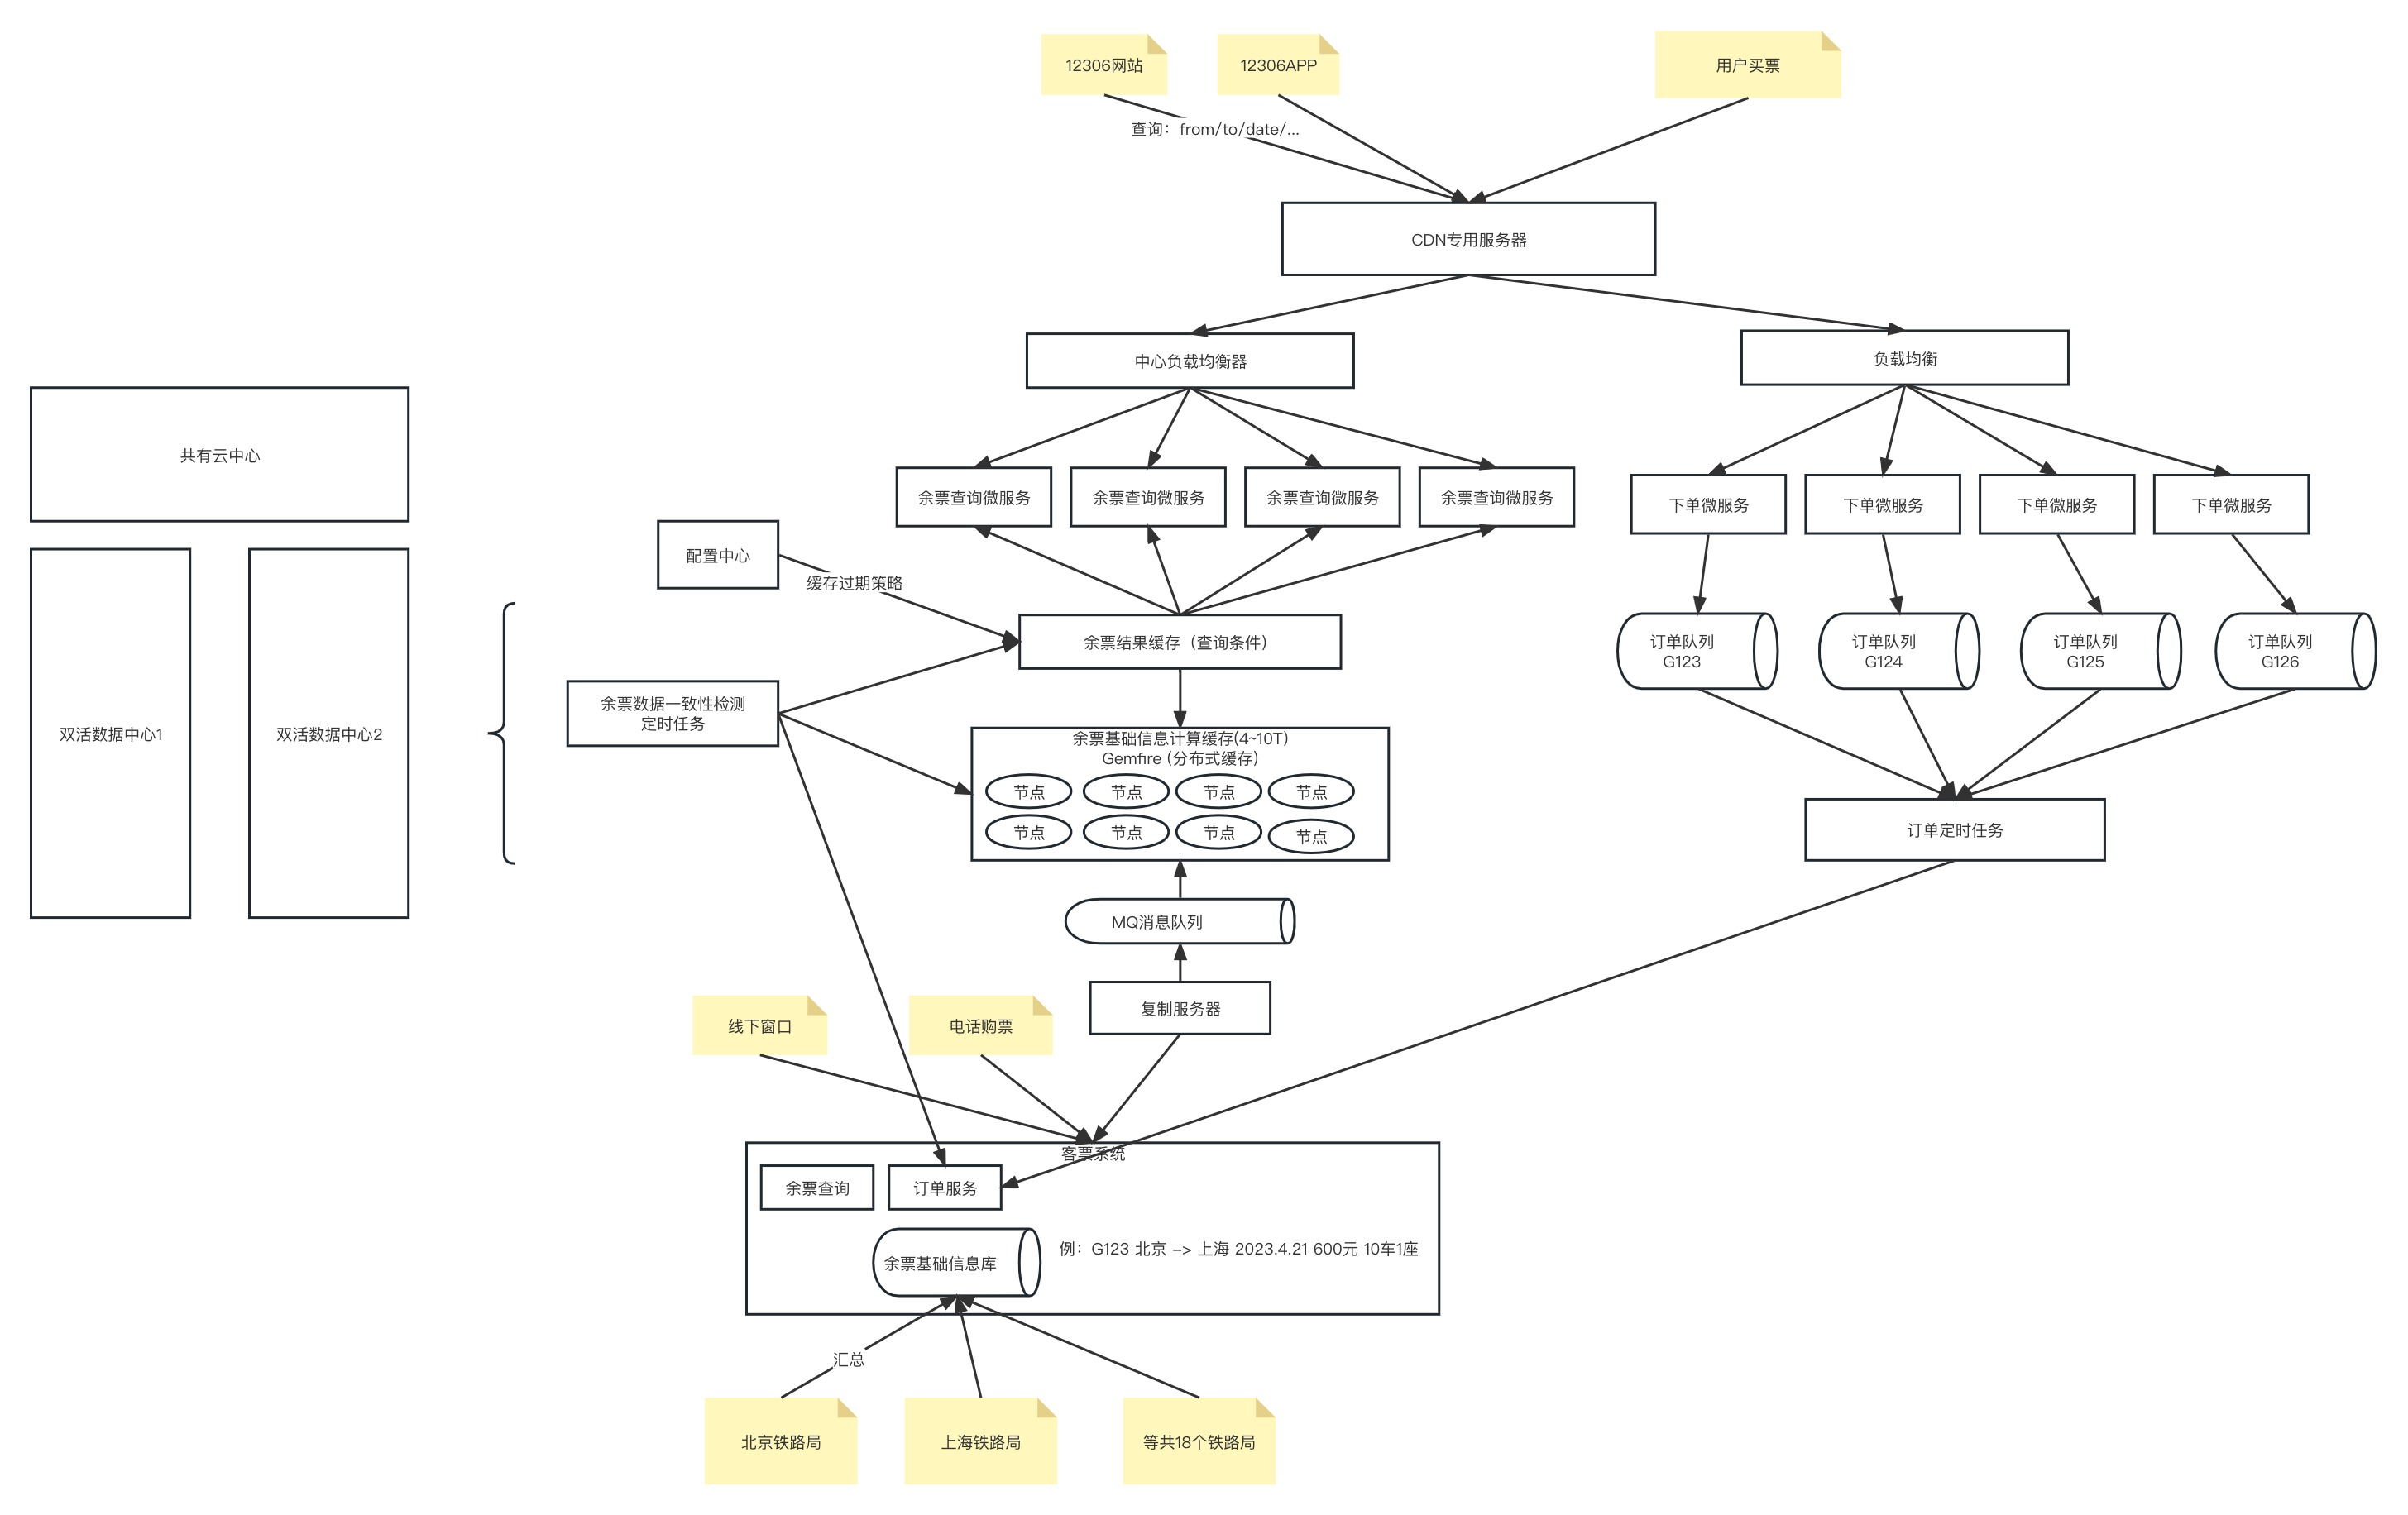 12306网站
12306APP
用户买票
查询：from/to/date/...
CDN专用服务器
中心负载均衡器
负载均衡
共有云中心
双活数据中心1
双活数据中心2
余票查询微服务
余票查询微服务
余票查询微服务
余票查询微服务
下单微服务
下单微服务
下单微服务
下单微服务
配置中心
缓存过期策略
余票结果缓存（查询条件）
订单队列
G123
订单队列
G124
订单队列
G125
订单队列
G126
余票数据一致性检测
定时任务
余票基础信息计算缓存(4~10T)
Gemfire (分布式缓存)
节点
节点
节点
节点
节点
节点
节点
节点
订单定时任务
MQ消息队列
复制服务器
线下窗口
电话购票
客票系统
余票查询
订单服务
余票基础信息库
例：G123 北京 -> 上海 2023.4.21 600元 10车1座
汇总
北京铁路局
上海铁路局
等共18个铁路局